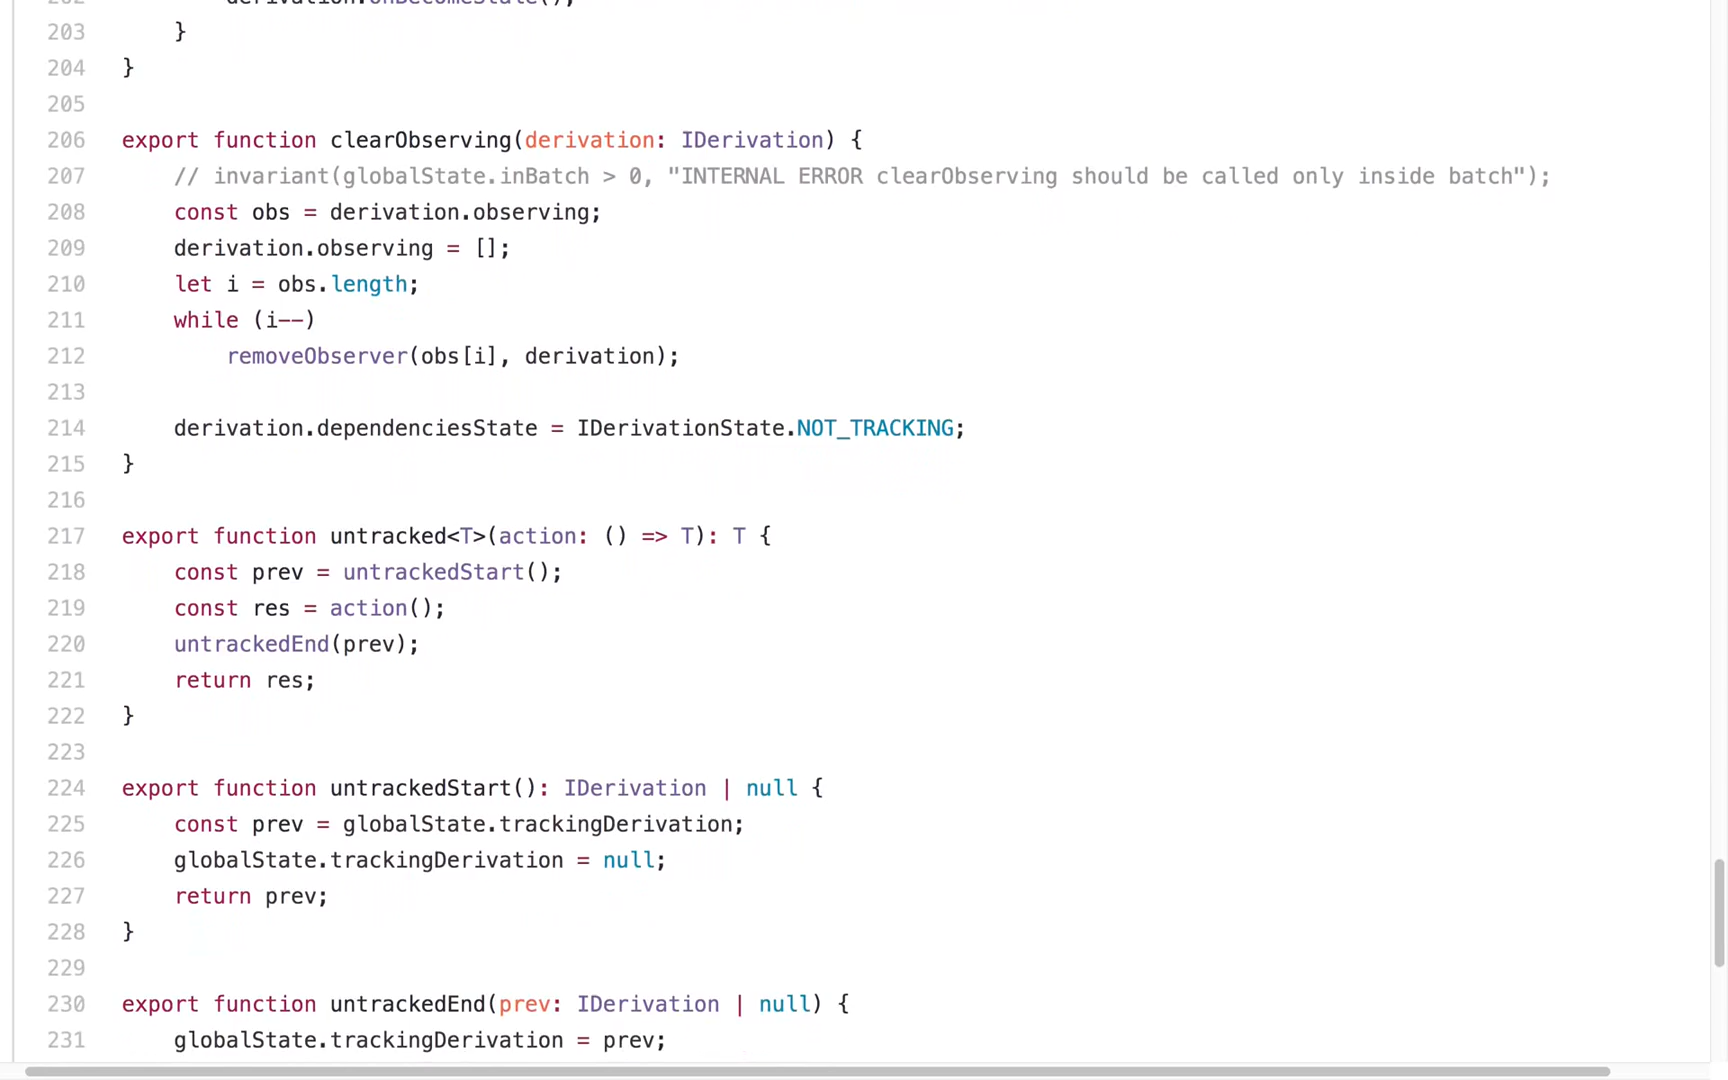 202 derivation.onBecomeStale();
203 }
204 }
205
206 export function clearObserving(derivation: IDerivation) {
207 // invariant(globalState.inBatch > 0, "INTERNAL ERROR clearObserving should be called only inside batch");
208 const obs = derivation.observing;
209 derivation.observing = [];
210 let i = obs.length;
211 while (i--)
212 removeObserver(obs[i], derivation);
213
214 derivation.dependenciesState = IDerivationState.NOT_TRACKING;
215 }
216
217 export function untracked<T>(action: () => T): T {
218 const prev = untrackedStart();
219 const res = action();
220 untrackedEnd(prev);
221 return res;
222 }
223
224 export function untrackedStart(): IDerivation | null {
225 const prev = globalState.trackingDerivation;
226 globalState.trackingDerivation = null;
227 return prev;
228 }
229
230 export function untrackedEnd(prev: IDerivation | null) {
231 globalState.trackingDerivation = prev;